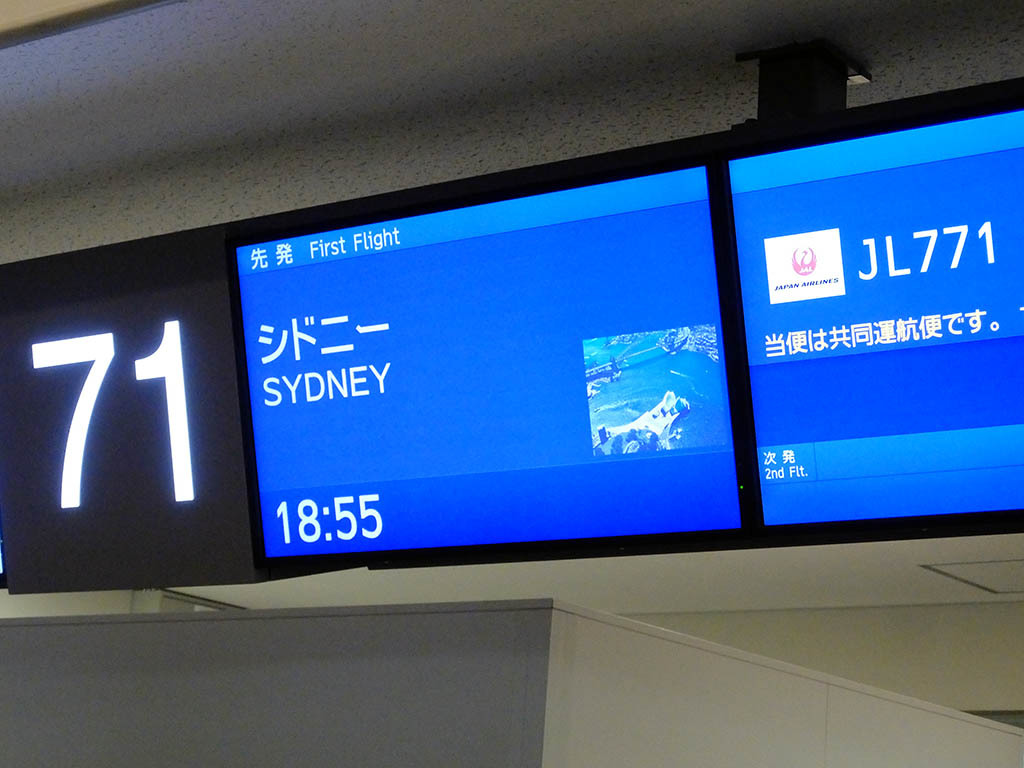 71
先発 First Flight
シドニー
SYDNEY
18:55
JAL
JAPAN AIRLINES
JL771
当便は共同運航便です。
次発
2nd Flt.